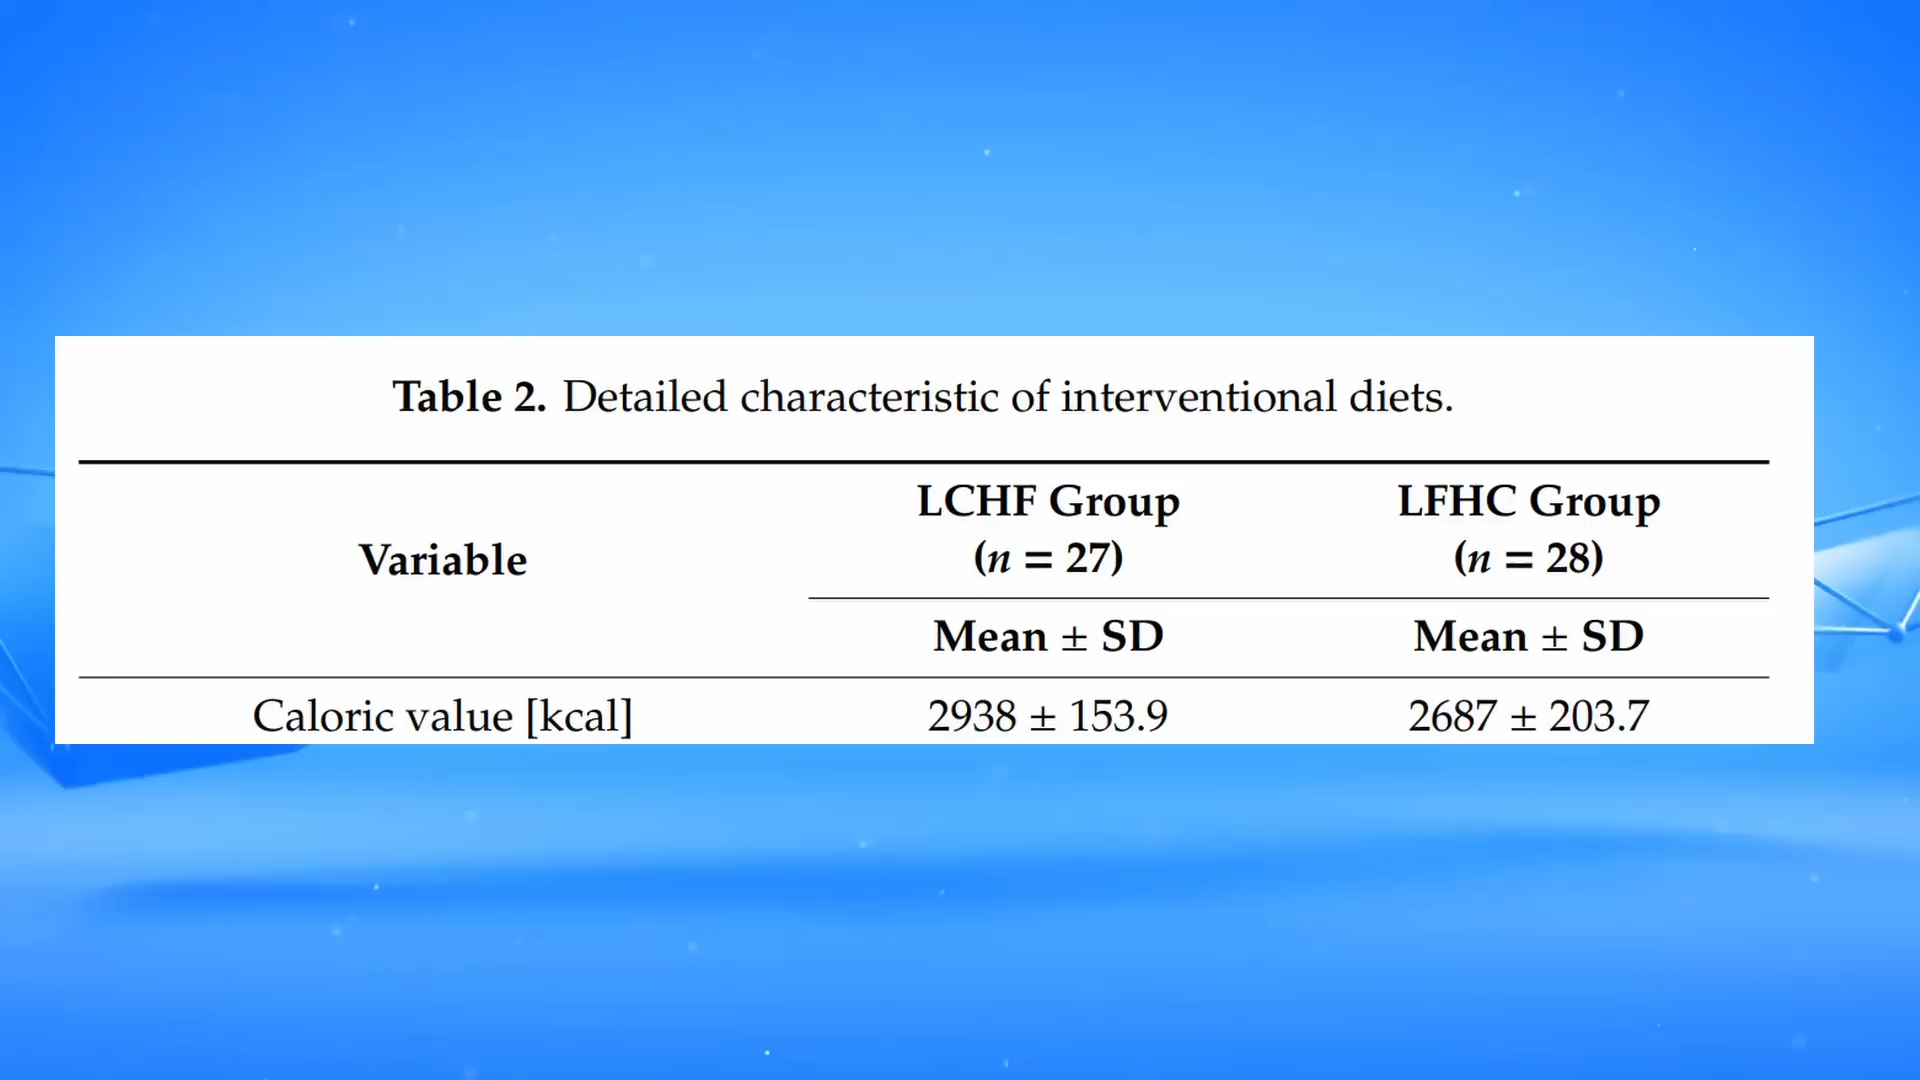 Table 2. Detailed characteristic of interventional diets.
Variable
LCHF Group LFHC Group
(n = 27) (n = 28)
Mean ± SD Mean ± SD
Caloric value [kcal] 2938 ± 153.9 2687 ± 203.7